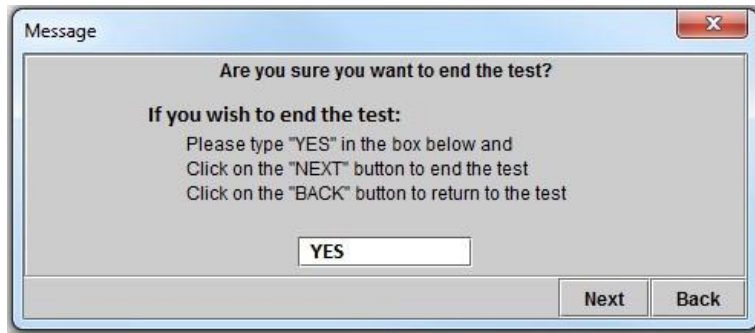 Message
Are you sure you want to end the test?
If you wish to end the test:
Please type "YES" in the box below and
Click on the "NEXT" button to end the test
Click on the "BACK" button to return to the test
YES
Next Back